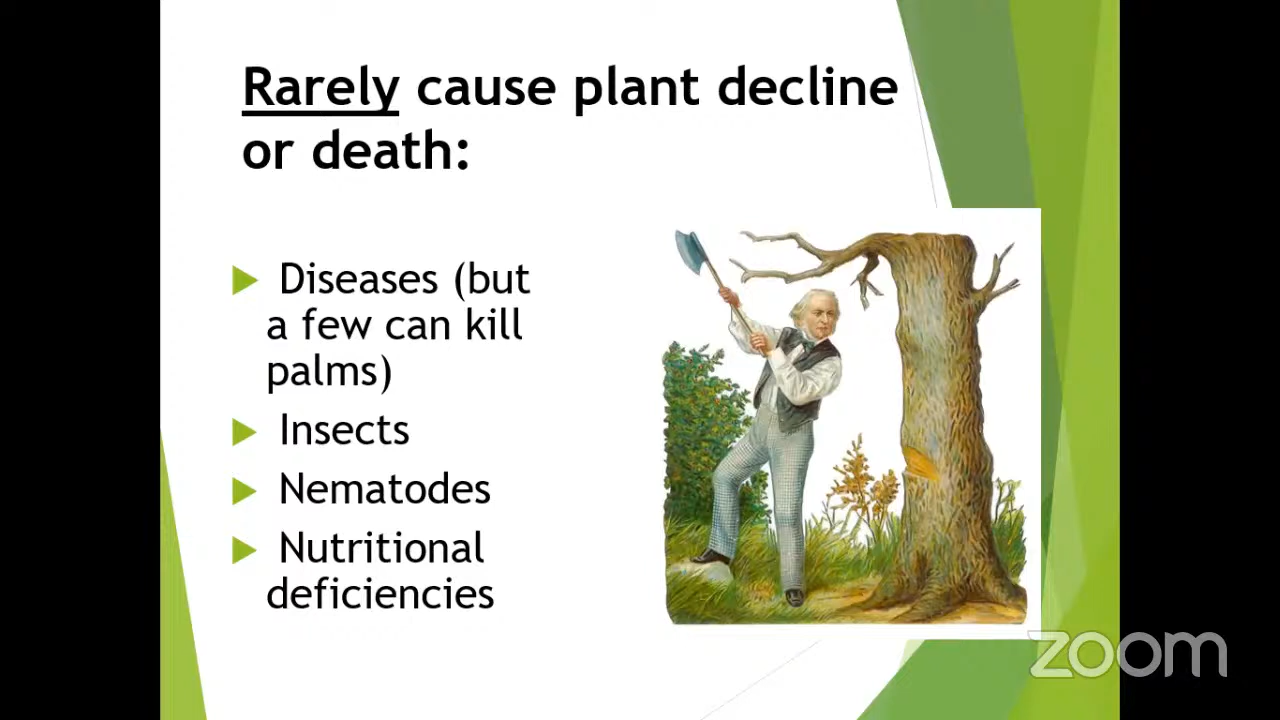 Rarely cause plant decline
or death:
Diseases (but
a few can kill
palms)
Insects
Nematodes
Nutritional
deficiencies
zoom